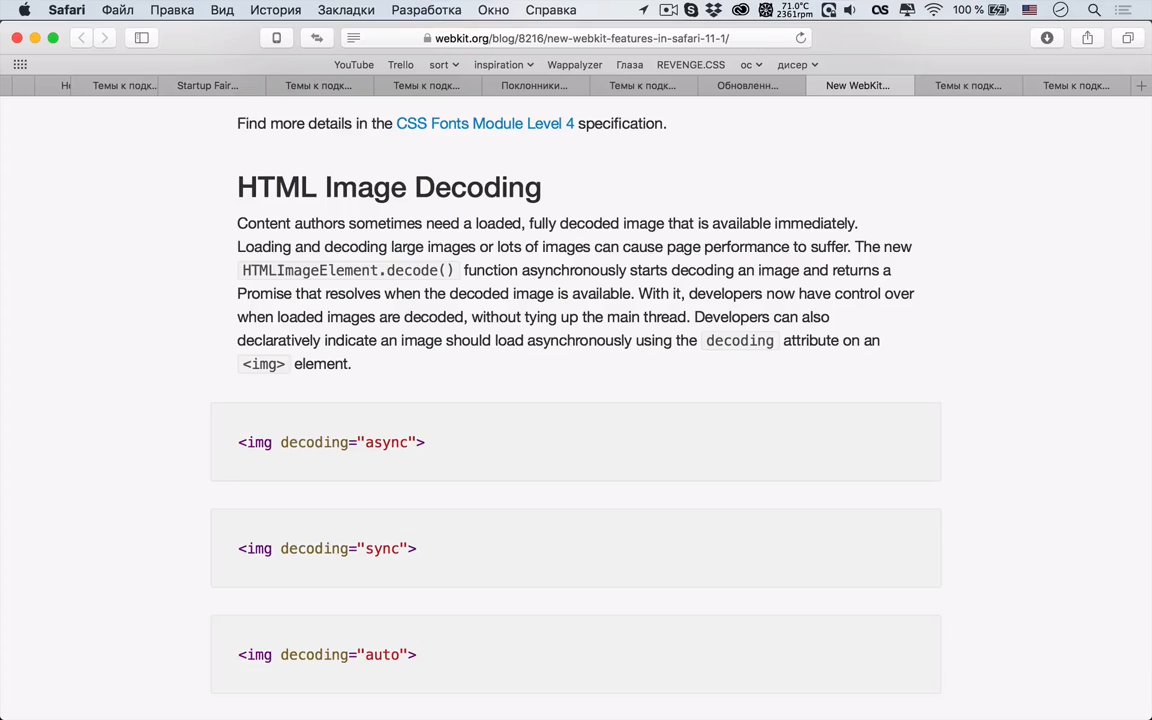 Safari Файл Правка Вид История Закладки Разработка Окно Справка 71.0°C 2361rpm 100 %
webkit.org/blog/8216/new-webkit-features-in-safari-11-1/
YouTube Trello sort inspiration Wappalyzer Глаза REVENGE.CSS ос дисер
Не Темы к подк.. Startup Fair... Темы к подк... Темы к подк... Поклонники... Темы к подк... Обновленн... New WebKit... Темы к подк... Темы к подк...
Find more details in the CSS Fonts Module Level 4 specification.
HTML Image Decoding
Content authors sometimes need a loaded, fully decoded image that is available immediately.
Loading and decoding large images or lots of images can cause page performance to suffer. The new
HTMLImageElement.decode() function asynchronously starts decoding an image and returns a
Promise that resolves when the decoded image is available. With it, developers now have control over
when loaded images are decoded, without tying up the main thread. Developers can also
declaratively indicate an image should load asynchronously using the decoding attribute on an
<img> element.
<img decoding="async">
<img decoding="sync">
<img decoding="auto">